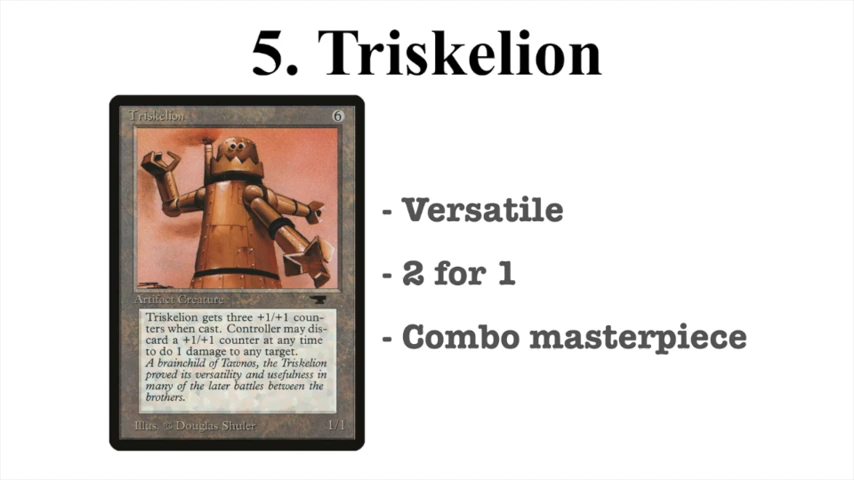 5. Triskelion
Triskelion 6
Artifact Creature
Triskelion gets three +1/+1 coun-
ters when cast. Controller may dis-
card a +1/+1 counter at any time
to do 1 damage to any target.
A brainchild of Tawnos, the Triskelion
proved its versatility and usefulness in
many of the later battles between the
brothers.
Illus. © Douglas Shuler 1/1
- Versatile
- 2 for 1
- Combo masterpiece